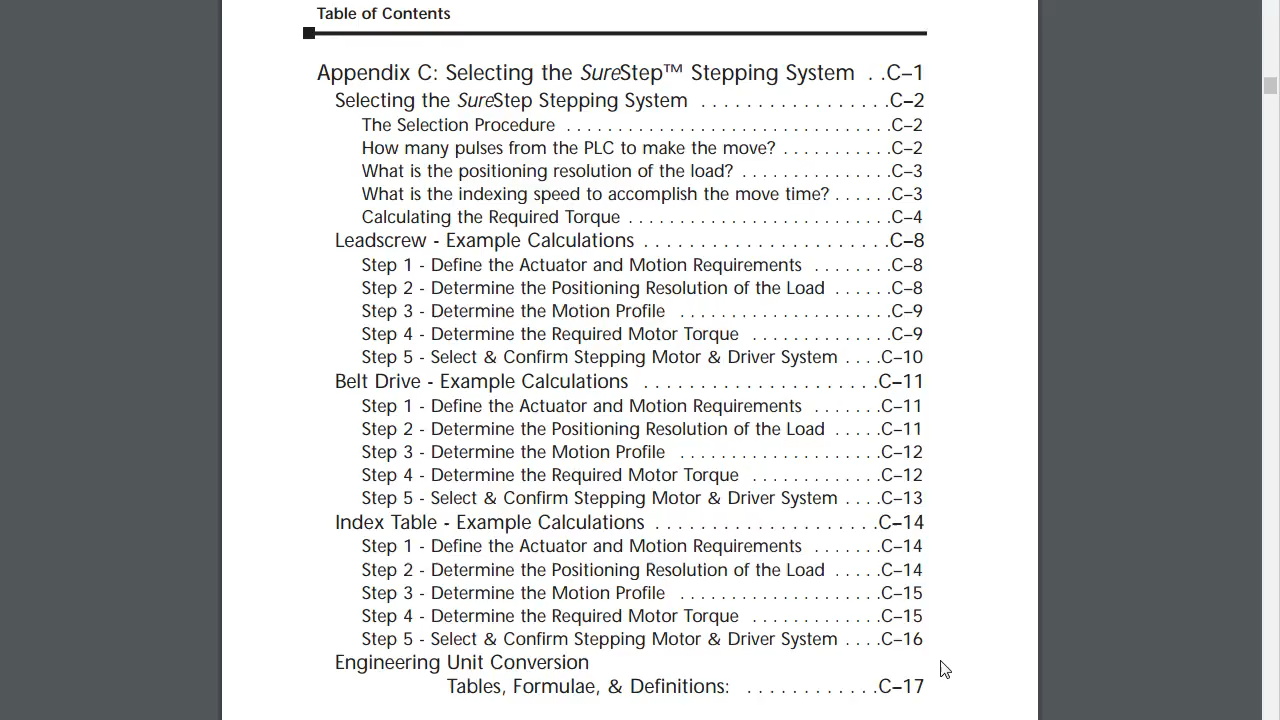 Table of Contents
Appendix C: Selecting the SureStep™ Stepping System . .C–1
Selecting the SureStep Stepping System . . . . . . . . . . . . . . . . .C–2
The Selection Procedure . . . . . . . . . . . . . . . . . . . . . . . . . . . . . . .C–2
How many pulses from the PLC to make the move? . . . . . . . . . . .C–2
What is the positioning resolution of the load? . . . . . . . . . . . . . . .C–3
What is the indexing speed to accomplish the move time? . . . . . .C–3
Calculating the Required Torque . . . . . . . . . . . . . . . . . . . . . . . . .C–4
Leadscrew - Example Calculations . . . . . . . . . . . . . . . . . . . . . .C–8
Step 1 - Define the Actuator and Motion Requirements . . . . . . . .C–8
Step 2 - Determine the Positioning Resolution of the Load . . . . . .C–8
Step 3 - Determine the Motion Profile . . . . . . . . . . . . . . . . . . . . .C–9
Step 4 - Determine the Required Motor Torque . . . . . . . . . . . . . .C–9
Step 5 - Select & Confirm Stepping Motor & Driver System . . . .C–10
Belt Drive - Example Calculations . . . . . . . . . . . . . . . . . . . . .C–11
Step 1 - Define the Actuator and Motion Requirements . . . . . . .C–11
Step 2 - Determine the Positioning Resolution of the Load . . . . .C–11
Step 3 - Determine the Motion Profile . . . . . . . . . . . . . . . . . . . .C–12
Step 4 - Determine the Required Motor Torque . . . . . . . . . . . . .C–12
Step 5 - Select & Confirm Stepping Motor & Driver System . . . .C–13
Index Table - Example Calculations . . . . . . . . . . . . . . . . . . . .C–14
Step 1 - Define the Actuator and Motion Requirements . . . . . . .C–14
Step 2 - Determine the Positioning Resolution of the Load . . . . .C–14
Step 3 - Determine the Motion Profile . . . . . . . . . . . . . . . . . . . .C–15
Step 4 - Determine the Required Motor Torque . . . . . . . . . . . . .C–15
Step 5 - Select & Confirm Stepping Motor & Driver System . . . .C–16
Engineering Unit Conversion
Tables, Formulae, & Definitions: . . . . . . . . . . . .C–17